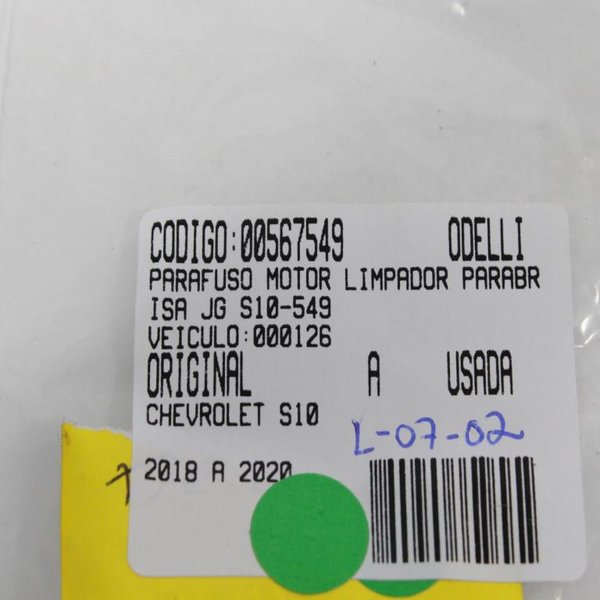 CODIGO:00567549 ODELLI
PARAFUSO MOTOR LIMPADOR PARABR
ISA JG S10-549
VEICULO:000126
ORIGINAL A USADA
CHEVROLET S10
L-07-02
2018 A 2020